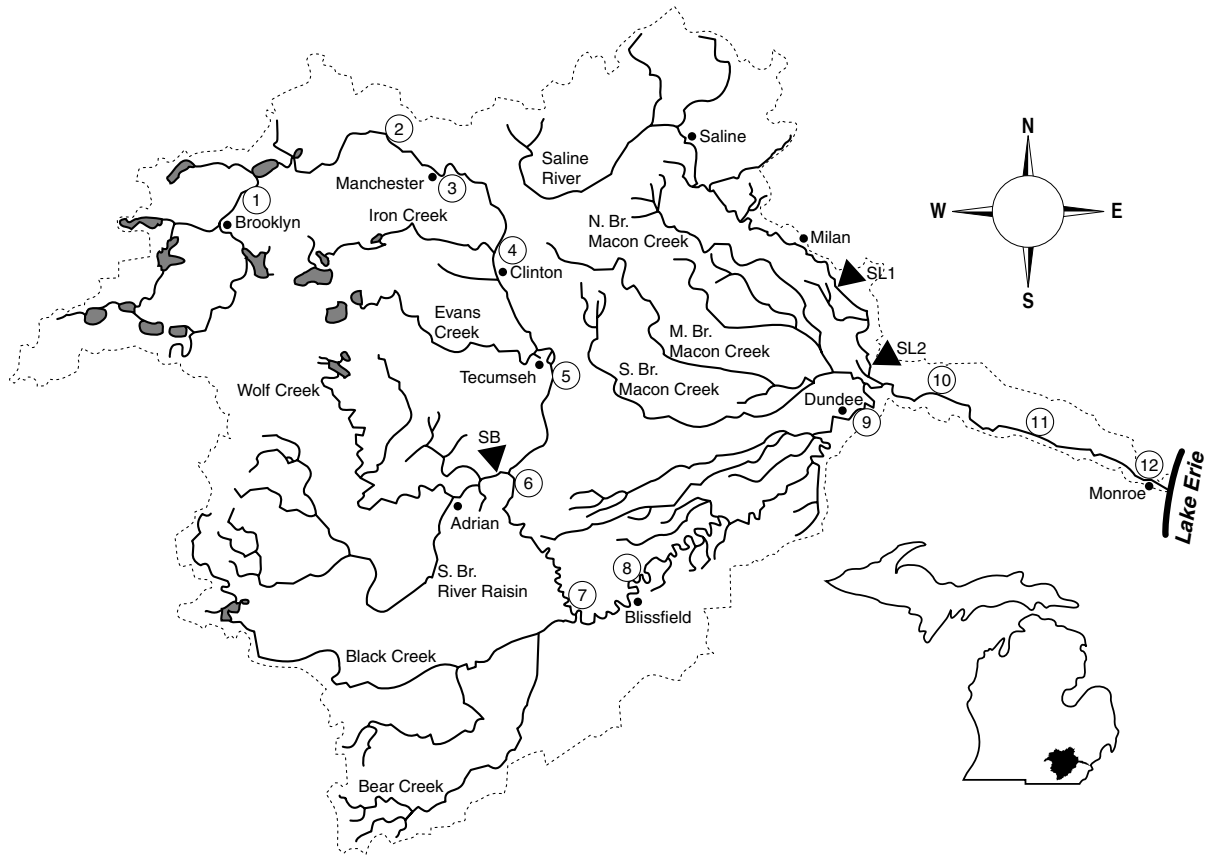 N
2
Saline
Saline
River
Manchester
3
1
Iron Creek
W
E
Brooklyn
N. Br.
Macon Creek
Milan
4
Clinton
SL1
S
Evans
Creek
M. Br.
Macon Creek
SL2
Tecumseh
5
S. Br.
Macon Creek
10
Wolf Creek
Dundee
9
11
SB
12
6
Monroe
Lake Erie
Adrian
S. Br.
River Raisin
8
7
Blissfield
Black Creek
Bear Creek